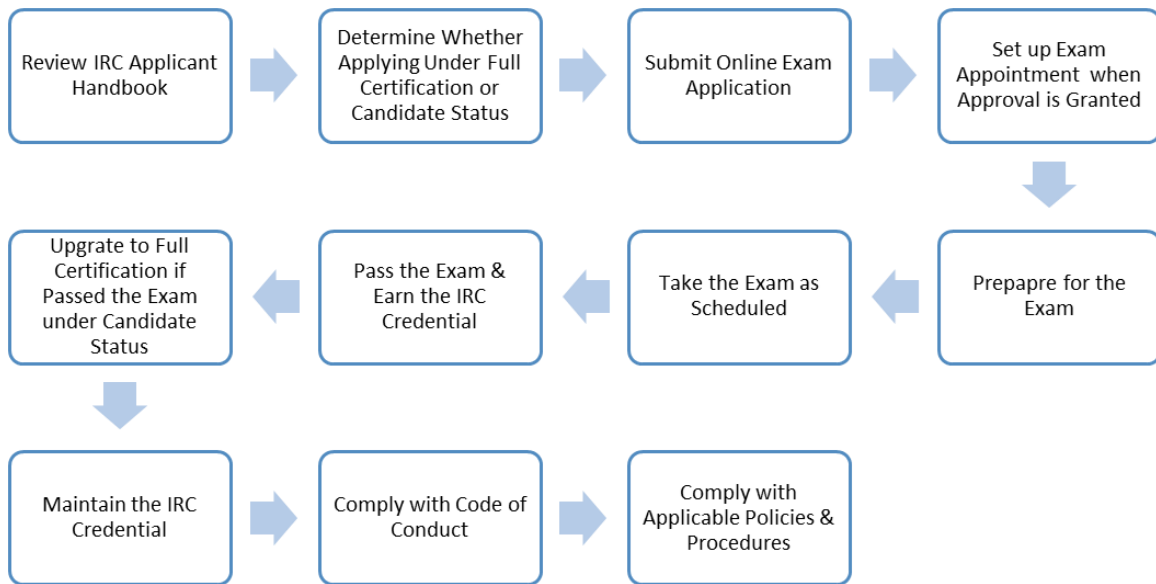 Review IRC Applicant
Handbook
Determine Whether
Applying Under Full
Certification or
Candidate Status
Submit Online Exam
Application
Set up Exam
Appointment when
Approval is Granted
Prepapre for the
Exam
Take the Exam as
Scheduled
Pass the Exam &
Earn the IRC
Credential
Upgrate to Full
Certification if
Passed the Exam
under Candidate
Status
Maintain the IRC
Credential
Comply with Code of
Conduct
Comply with
Applicable Policies &
Procedures